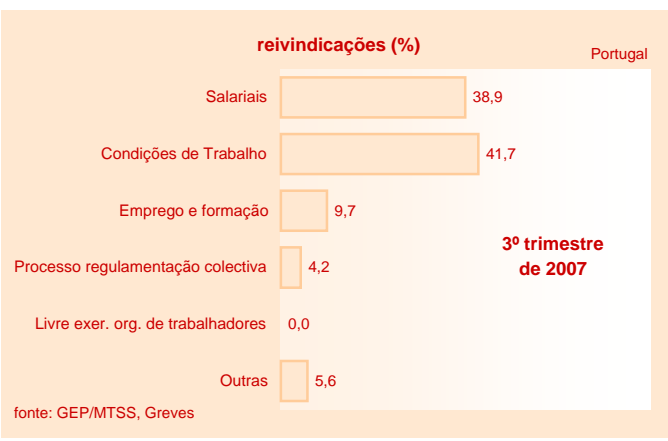 reivindicações (%)
Portugal
Salariais 38,9
Condições de Trabalho 41,7
Emprego e formação 9,7
3º trimestre
de 2007
Processo regulamentação colectiva 4,2
Livre exer. org. de trabalhadores 0,0
Outras 5,6
fonte: GEP/MTSS, Greves